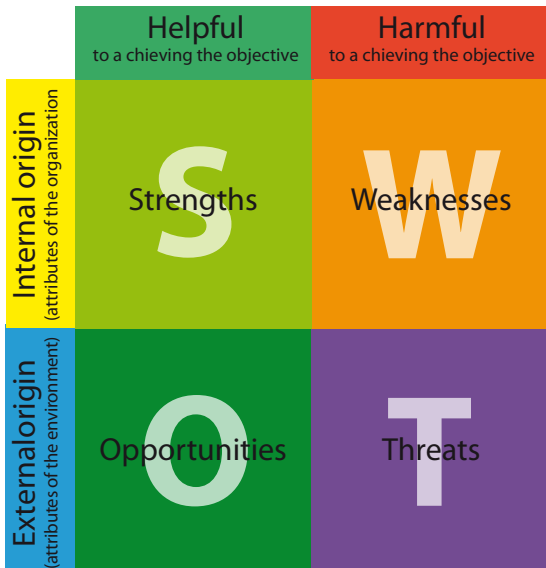 Helpful
to a chieving the objective
Harmful
to a chieving the objective
Internal origin
(attributes of the organization
S
Strengths
W
Weaknesses
Externalorigin
(attributes of the environment)
O
Opportunities
T
Threats